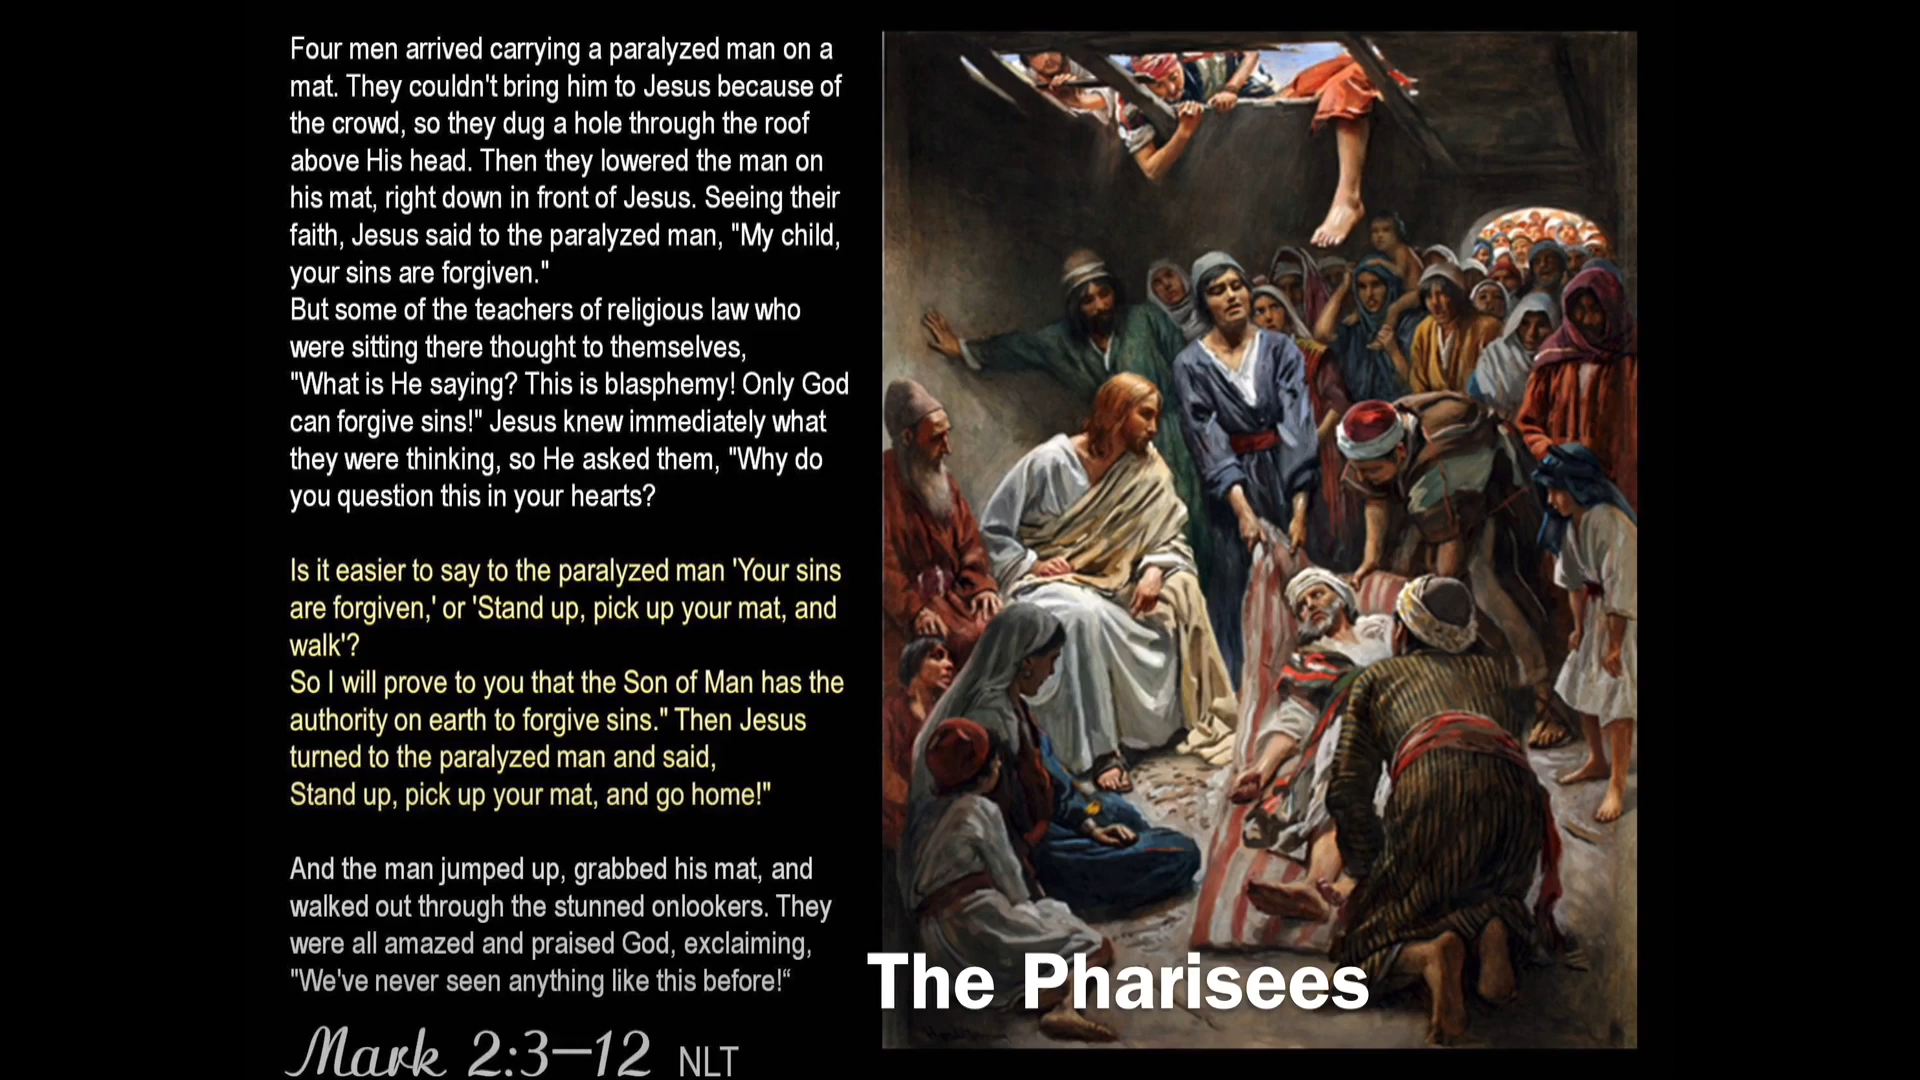 Four men arrived carrying a paralyzed man on a
mat. They couldn't bring him to Jesus because of
the crowd, so they dug a hole through the roof
above His head. Then they lowered the man on
his mat, right down in front of Jesus. Seeing their
faith, Jesus said to the paralyzed man, "My child,
your sins are forgiven."
But some of the teachers of religious law who
were sitting there thought to themselves,
"What is He saying? This is blasphemy! Only God
can forgive sins!" Jesus knew immediately what
they were thinking, so He asked them, "Why do
you question this in your hearts?
Is it easier to say to the paralyzed man 'Your sins
are forgiven,' or 'Stand up, pick up your mat, and
walk'?
So I will prove to you that the Son of Man has the
authority on earth to forgive sins." Then Jesus
turned to the paralyzed man and said,
Stand up, pick up your mat, and go home!"
And the man jumped up, grabbed his mat, and
walked out through the stunned onlookers. They
were all amazed and praised God, exclaiming,
"We've never seen anything like this before!“
Mark 2:3–12 NLT
The Pharisees